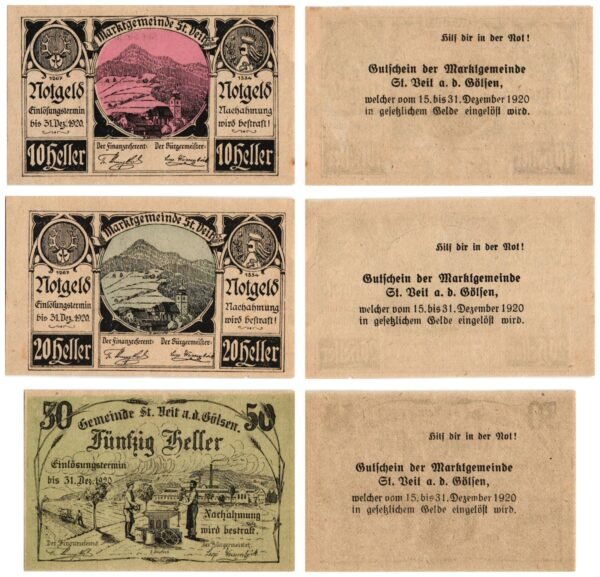 Marktgemeinde St. Veit
1267
1334
Notgeld
Einlösungstermin
bis 31. Dez. 1920.
Notgeld
Nachahmung
wird bestraft!
10 Heller
Der Finanzreferent:
Der Bürgermeister:
10 Heller
Hilf dir in der Not!
Gutschein der Marktgemeinde
St. Veit a. d. Gölsen,
welcher vom 15. bis 31. Dezember 1920
in gesetzlichem Gelde eingelöst wird.
Marktgemeinde St. Veit
1267
1334
Notgeld
Einlösungstermin
bis 31. Dez. 1920.
Notgeld
Nachahmung
wird bestraft!
20 Heller
Der Finanzreferent:
Der Bürgermeister:
20 Heller
Hilf dir in der Not!
Gutschein der Marktgemeinde
St. Veit a. d. Gölsen,
welcher vom 15. bis 31. Dezember 1920
in gesetzlichem Gelde eingelöst wird.
50
50
Gemeinde St. Veit a. d. Gölsen.
Fünfzig Heller
Einlösungstermin
bis 31. Dez. 1920
Nachahmung
wird bestraft.
Der Finanzreferent
Der Bürgermeister.
Hilf dir in der Not!
Gutschein der Marktgemeinde
St. Veit a. d. Gölsen,
welcher vom 15. bis 31. Dezember 1920
in gesetzlichem Gelde eingelöst wird.